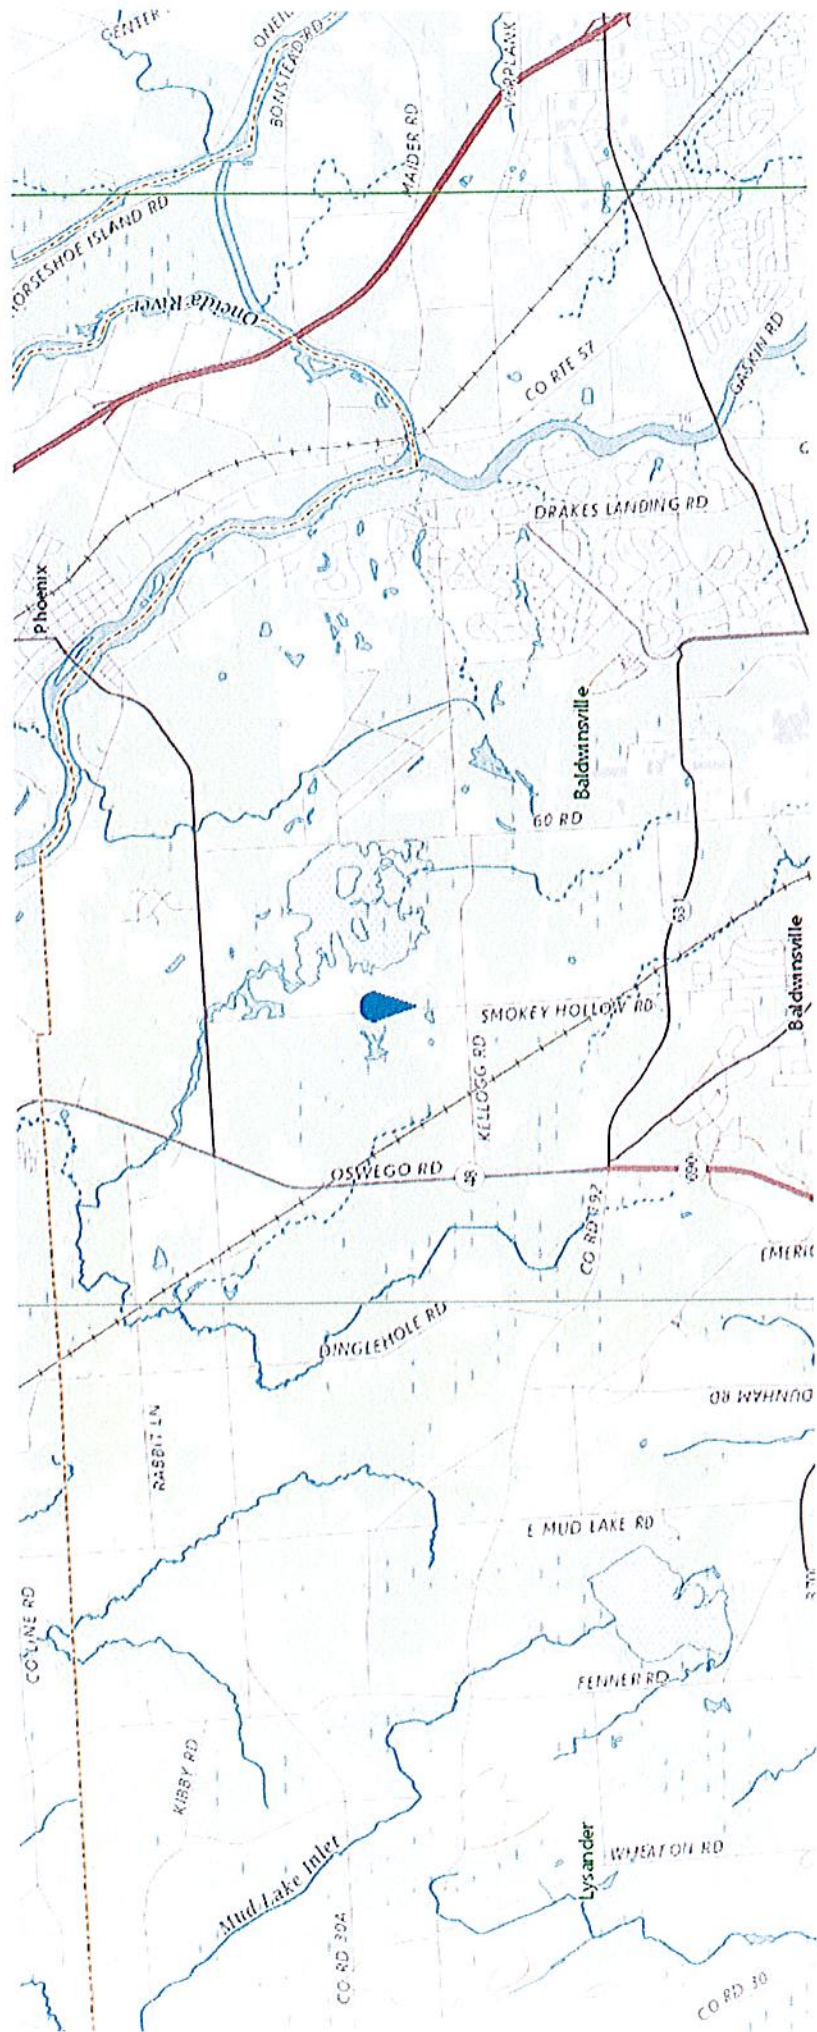 CENTER
ONEID
BONSTEAD RD
VERPLANK
MAIDER RD
HORSESHOE ISLAND RD
Oneida River
CO RTE 57
GASKIN RD
DRAKES LANDING RD
Phoenix
Baldwinsville
60 RD
631
SMOKEY HOLLOW RD
Baldwinsville
KELLOGG RD
OSWEGO RD
48
690
CO RD 192
EMERIC
DINGLEHOLE RD
DUNHAM RD
RABBIT LN
E MUD LAKE RD
370
CO LINE RD
FENNER RD
KIBBY RD
Mud Lake Inlet
Lysander
WHEATON RD
CO RD 30A
CO RD 30